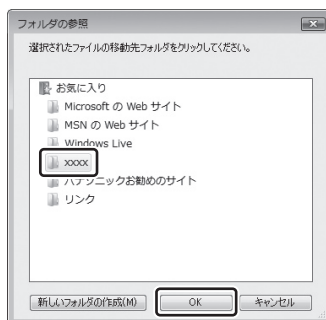 フォルダの参照
選択されたファイルの移動先フォルダをクリックしてください。
お気に入り
Microsoft の Web サイト
MSN の Web サイト
Windows Live
xxxx
パナソニックお勧めのサイト
リンク
新しいフォルダの作成(M)
OK
キャンセル